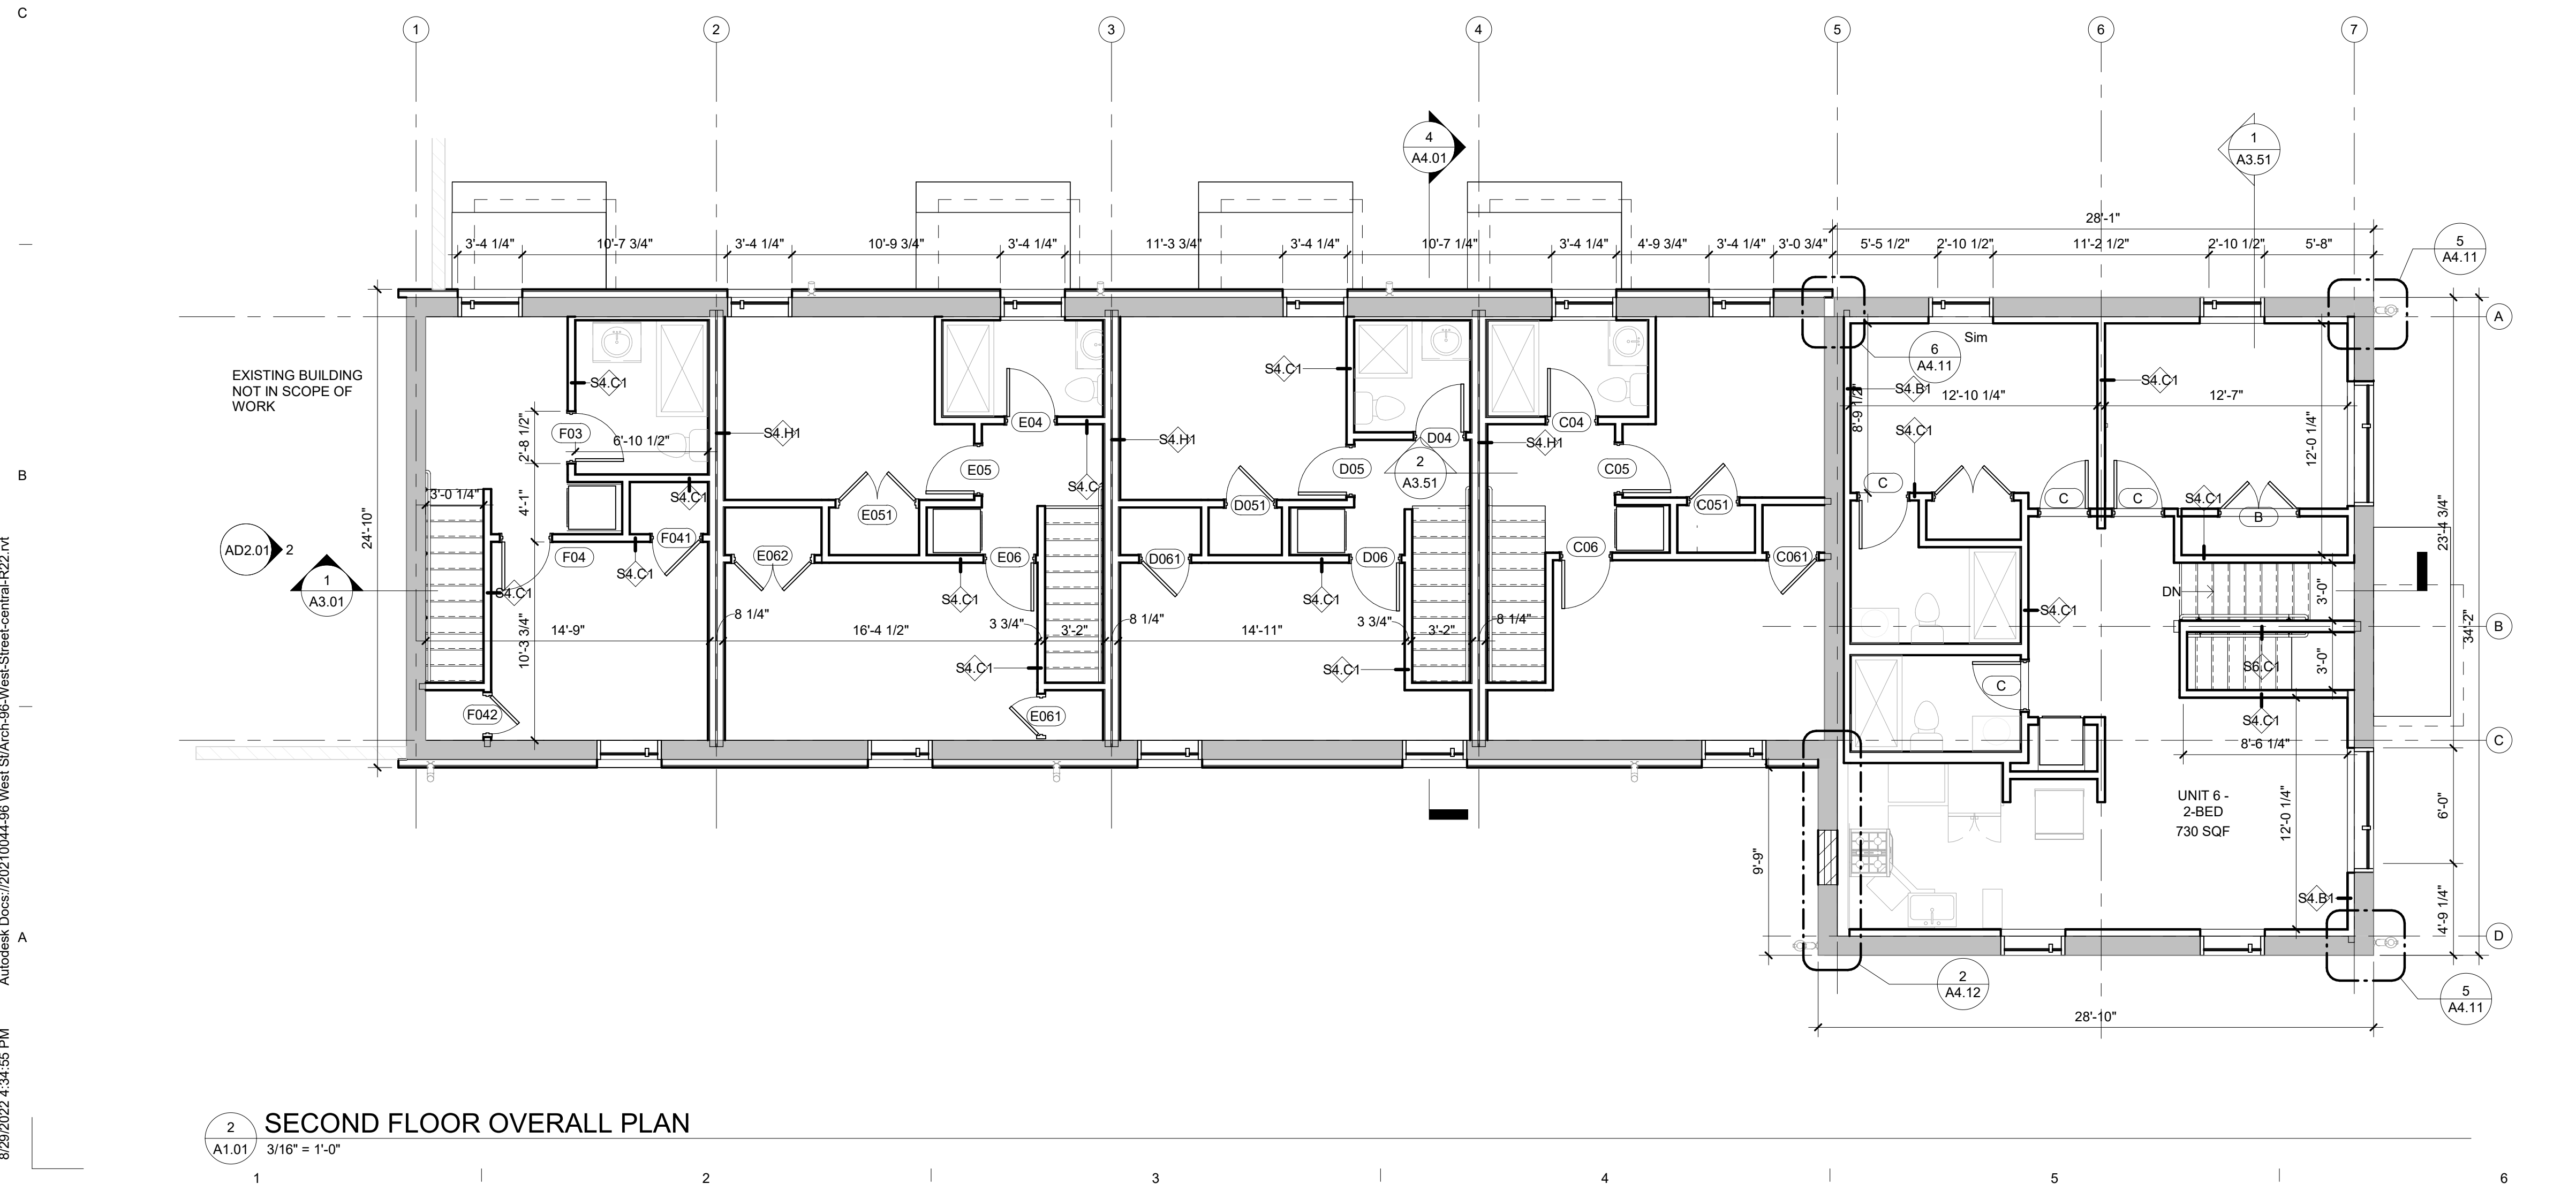 C
1
2
3
4
5
6
7
4
A4.01
1
A3.51
28'-1"
3'-4 1/4"
10'-7 3/4"
3'-4 1/4"
10'-9 3/4"
3'-4 1/4"
11'-3 3/4"
3'-4 1/4"
10'-7 1/4"
3'-4 1/4"
4'-9 3/4"
3'-4 1/4"
3'-0 3/4"
5'-5 1/2"
2'-10 1/2"
11'-2 1/2"
2'-10 1/2"
5'-8"
5
A4.11
A
Sim
6
A4.11
EXISTING BUILDING
NOT IN SCOPE OF
WORK
S4.C1
S4.C1
S4.B1
S4.C1
12'-10 1/4"
12'-7"
8'-9 1/2"
12'-0 1/4"
F03
2'-8 1/2"
6'-10 1/2"
S4.H1
E04
S4.H1
D04
C04
S4.H1
S4.C1
B
E05
D05
2
A3.51
C05
C
C
C
S4.C1
B
3'-0 1/4"
4'-1"
S4.C1
S4.C
E051
D051
C051
24'-10"
23'-4 3/4"
34'-2"
AD2.01
2
F04
F041
E062
E06
D061
D06
C06
C061
1
A3.01
S4.C1
S4.C1
S4.C1
S4.C1
S4.C1
DN
3'-0"
8 1/4"
8 1/4"
8 1/4"
14'-9"
16'-4 1/2"
3 3/4"
3'-2"
14'-11"
3 3/4"
3'-2"
B
10'-3 3/4"
S4.C1
S4.C1
S6.C1
3'-0"
C
F042
E061
S4.C1
8'-6 1/4"
C
UNIT 6 -
2-BED
730 SQF
12'-0 1/4"
6'-0"
9'-9"
S4.B1
4'-9 1/4"
A
D
2
A4.12
5
A4.11
28'-10"
Autodesk Docs://20210044-96 West St/Arch-96-West-Street-central-R22.rvt
8/29/2022 4:34:55 PM
2
A1.01
SECOND FLOOR OVERALL PLAN
3/16" = 1'-0"
1
2
3
4
5
6